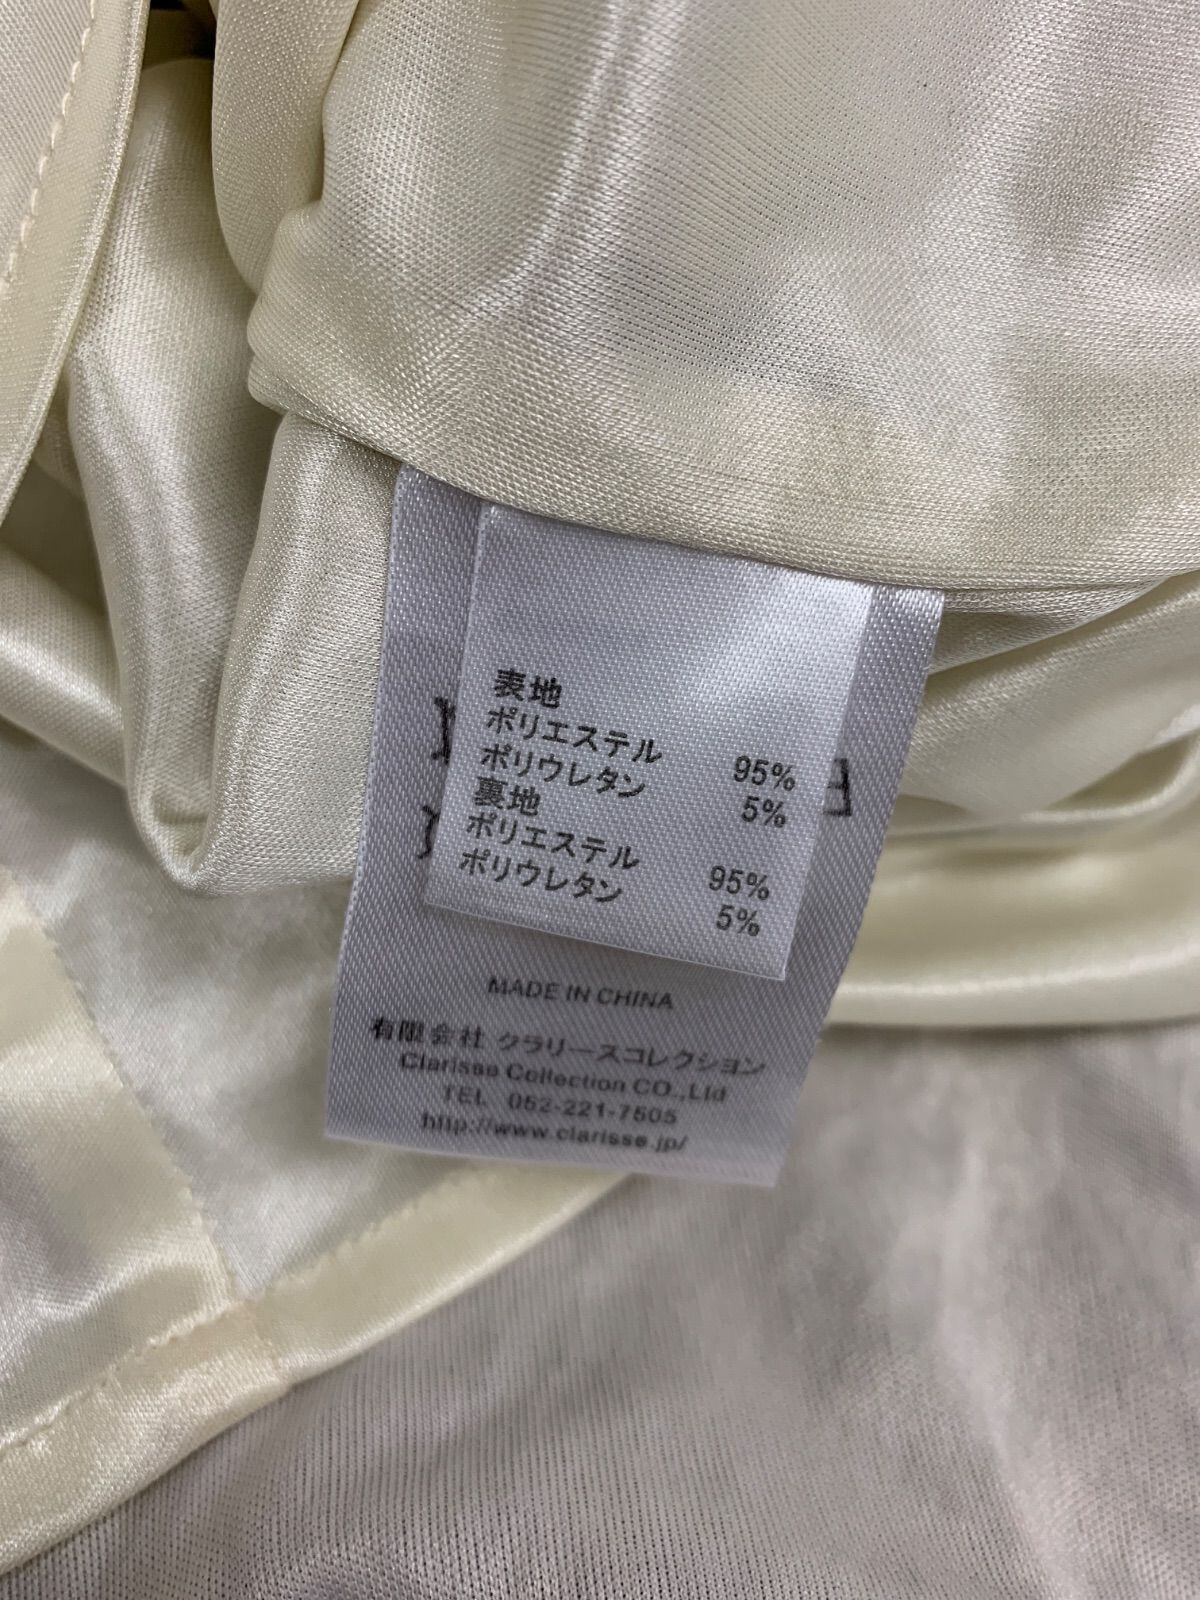 表地
ポリエステル 95%
ポリウレタン 5%
裏地
ポリエステル 95%
ポリウレタン 5%
MADE IN CHINA
有限会社 クラリースコレクション
Clarisse Collection CO.,Ltd
TEL 052-221-7505
http://www.clarisse.jp/